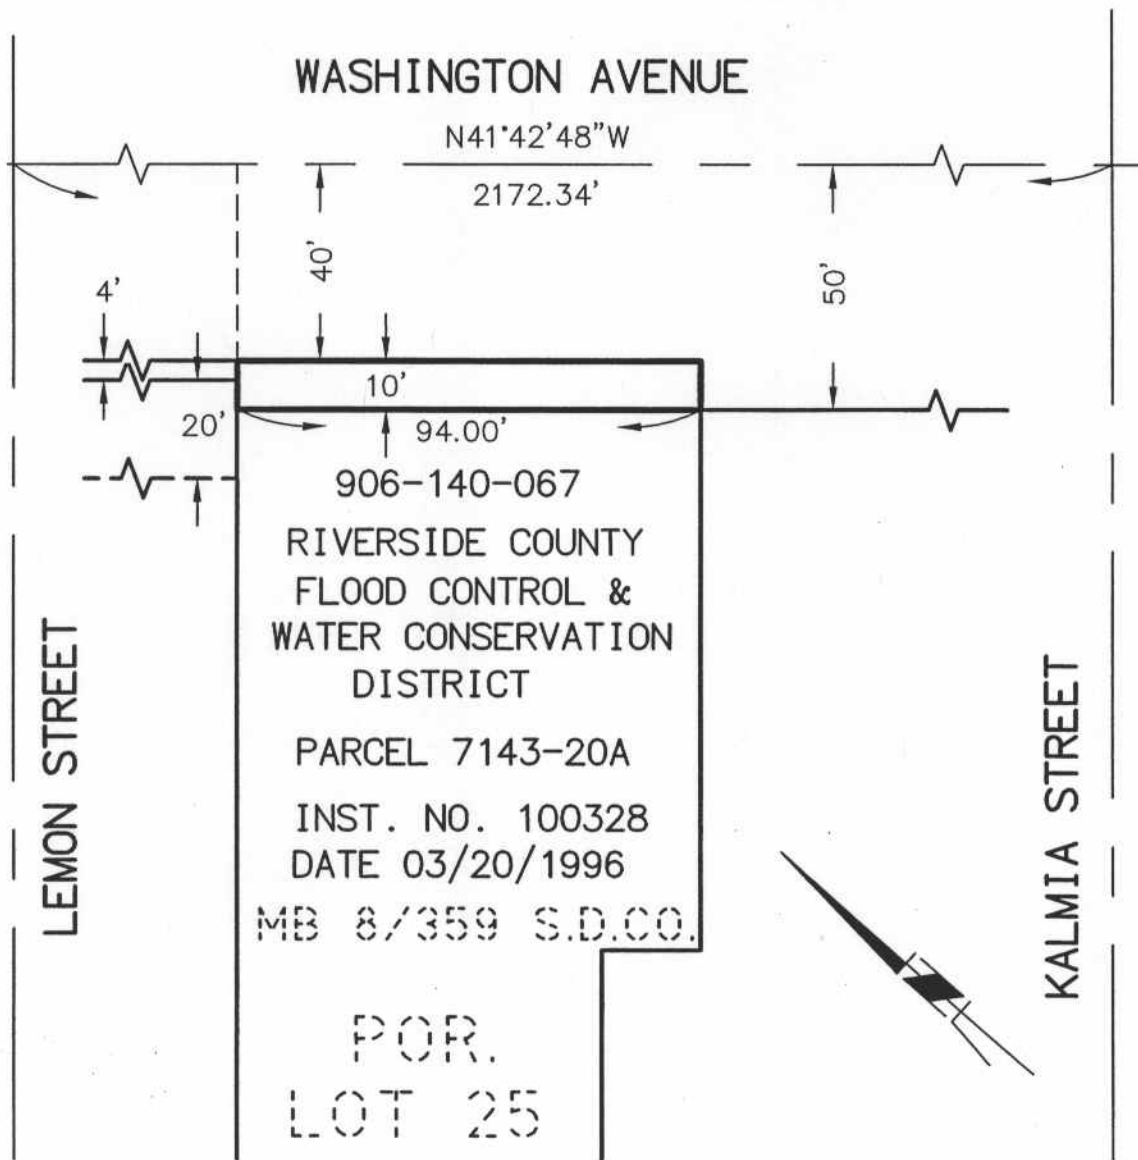 WASHINGTON AVENUE
N41°42'48"W
2172.34'
40'
50'
4'
10'
20'
94.00'
906-140-067
RIVERSIDE COUNTY
FLOOD CONTROL &
WATER CONSERVATION
DISTRICT
PARCEL 7143-20A
INST. NO. 100328
DATE 03/20/1996
MB 8/359 S.D.CO.
POR.
LOT 25
LEMON STREET
KALMIA STREET